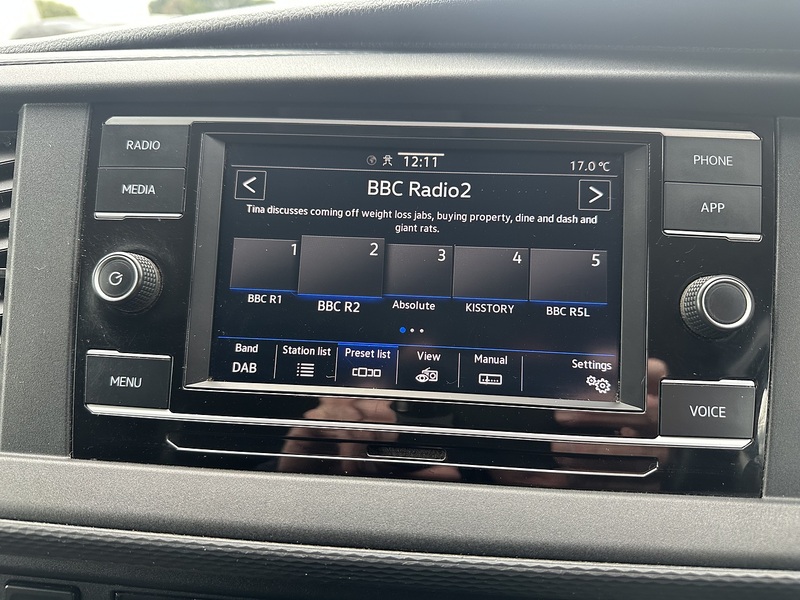 RADIO
MEDIA
MENU
12:11
17.0 °C
<
BBC Radio2
>
Tina discusses coming off weight loss jabs, buying property, dine and dash and
giant rats.
1 2 3 4 5
BBC R1 BBC R2 Absolute KISSTORY BBC R5L
Band Station list Preset list View Manual Settings
DAB
PHONE
APP
VOICE